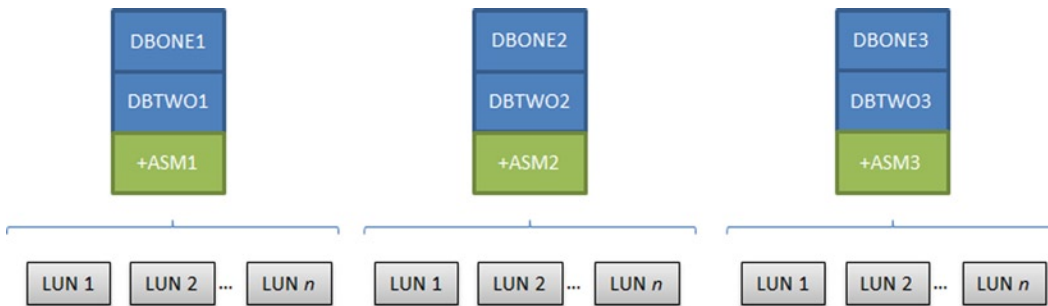 DBONE1 DBONE2 DBONE3
DBTWO1 DBTWO2 DBTWO3
+ASM1 +ASM2 +ASM3
LUN 1 LUN 2 ... LUN n LUN 1 LUN 2 ... LUN n LUN 1 LUN 2 ... LUN n